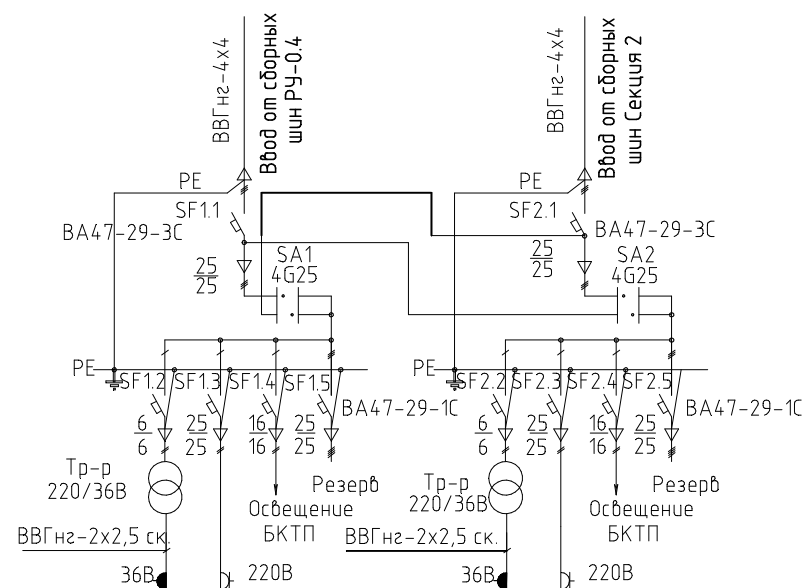 ВВГнг-4х4
Ввод от сборных
шин РУ-0.4
ВВГнг-4х4
Ввод от сборных
шин Секция 2
PE
PE
SF1.1
SF2.1
ВА47-29-3С
ВА47-29-3С
25
25
SA1
4G25
25
25
SA2
4G25
PE
SF1.2
SF1.3
SF1.4
SF1.5
PE
SF2.2
SF2.3
SF2.4
SF2.5
ВА47-29-1С
ВА47-29-1С
6
6
25
25
16
16
25
25
6
6
25
25
16
16
25
25
Тр-р
220/36В
Резерв
Освещение
БКТП
Тр-р
220/36В
Резерв
Освещение
БКТП
ВВГнг-2х2,5 ск.
ВВГнг-2х2,5 ск.
36В
220В
36В
220В